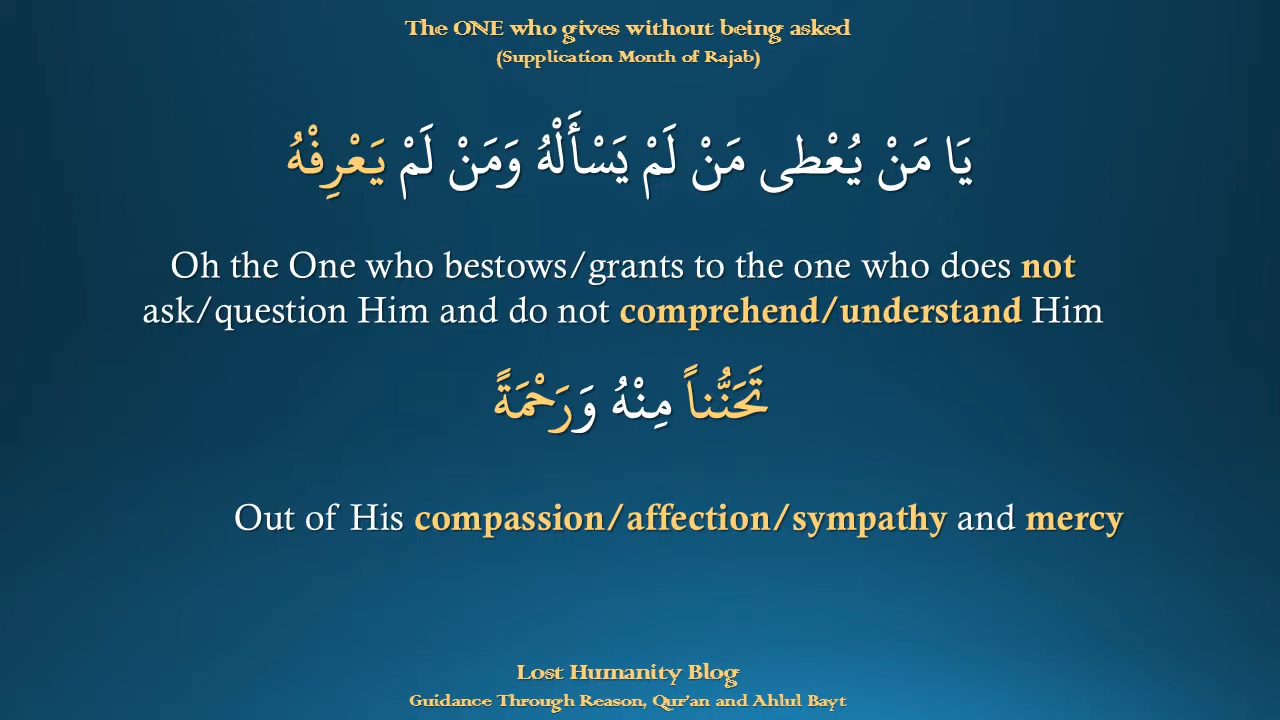 The ONE who gives without being asked
(Supplication Month of Rajab)
يَا مَنْ يُعْطى مَنْ لَمْ يَسْأَلْهُ وَمَنْ لَمْ يَعْرِفْهُ
Oh the One who bestows/grants to the one who does not
ask/question Him and do not comprehend/understand Him
تَحَنُّناً مِنْهُ وَرَحْمَةً
Out of His compassion/affection/sympathy and mercy
Lost Humanity Blog
Guidance Through Reason, Qur'an and Ahlul Bayt